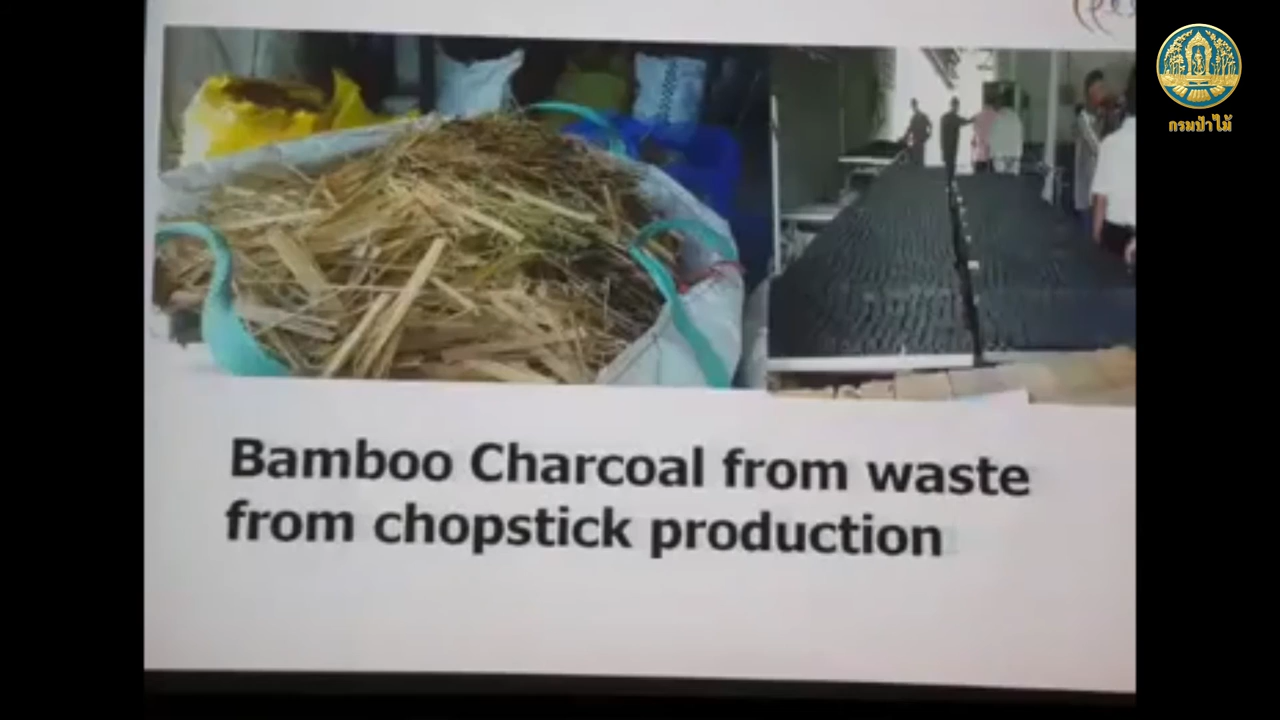 กรมป่าไม้
Bamboo Charcoal from waste
from chopstick production